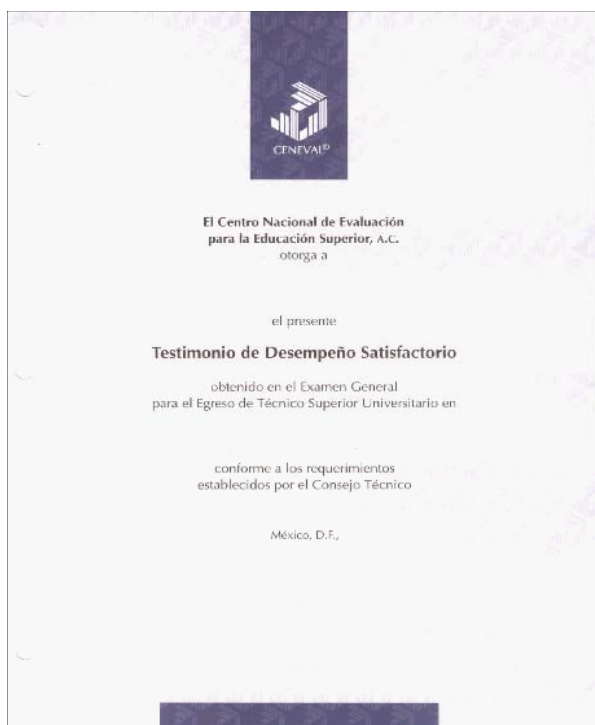 CENEVAL®
El Centro Nacional de Evaluación
para la Educación Superior, A.C.
otorga a
el presente
Testimonio de Desempeño Satisfactorio
obtenido en el Examen General
para el Egreso de Técnico Superior Universitario en
conforme a los requerimientos
establecidos por el Consejo Técnico
México, D.F.,